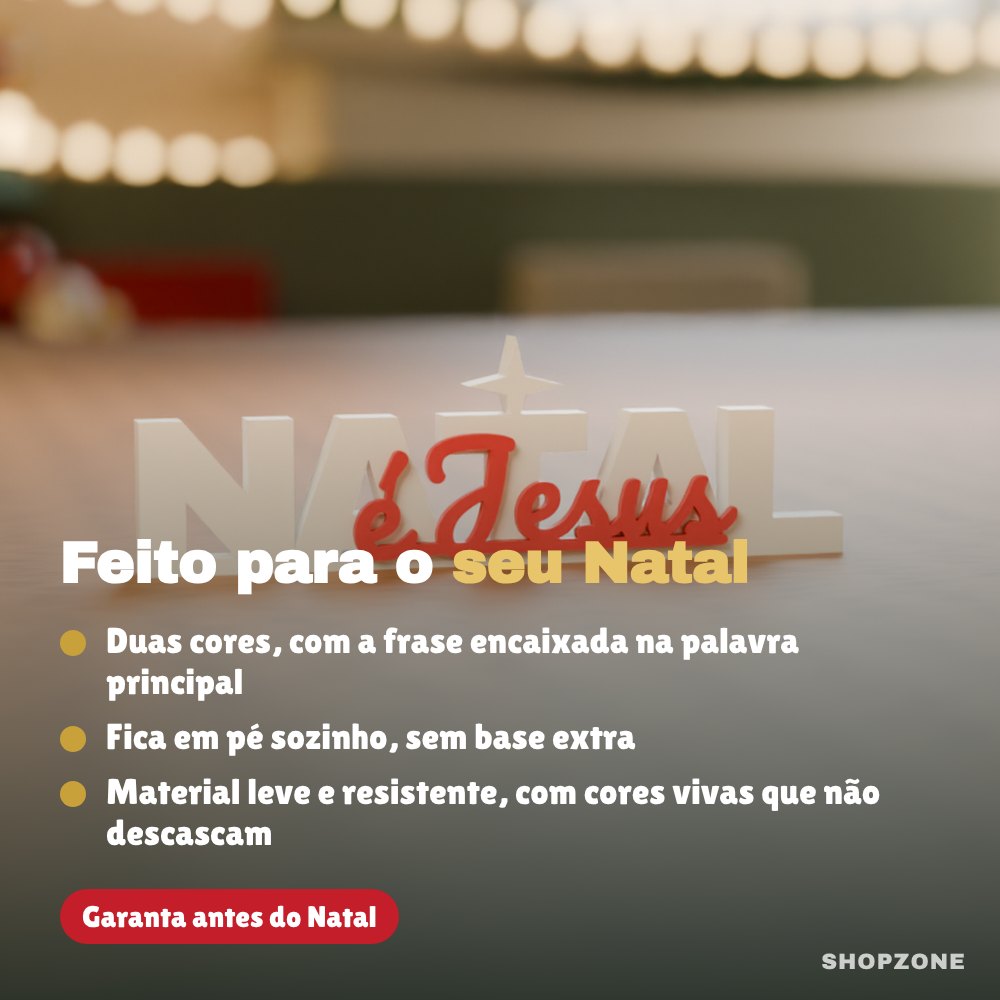 NATAL
é Jesus
Feito para o seu Natal
Duas cores, com a frase encaixada na palavra
principal
Fica em pé sozinho, sem base extra
Material leve e resistente, com cores vivas que não
descascam
Garanta antes do Natal
SHOPZONE